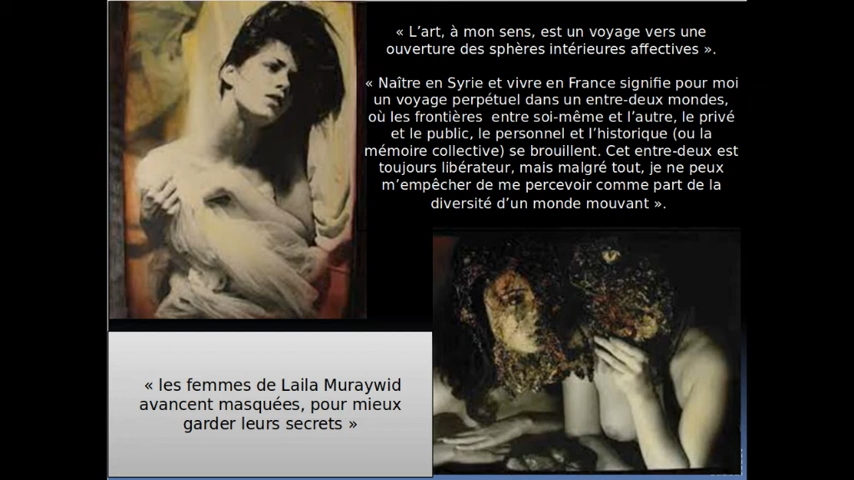 « L’art, à mon sens, est un voyage vers une
ouverture des sphères intérieures affectives ».
« Naître en Syrie et vivre en France signifie pour moi
un voyage perpétuel dans un entre-deux mondes,
où les frontières entre soi-même et l’autre, le privé
et le public, le personnel et l’historique (ou la
mémoire collective) se brouillent. Cet entre-deux est
toujours libérateur, mais malgré tout, je ne peux
m’empêcher de me percevoir comme part de la
diversité d’un monde mouvant ».
« les femmes de Laila Muraywid
avancent masquées, pour mieux
garder leurs secrets »